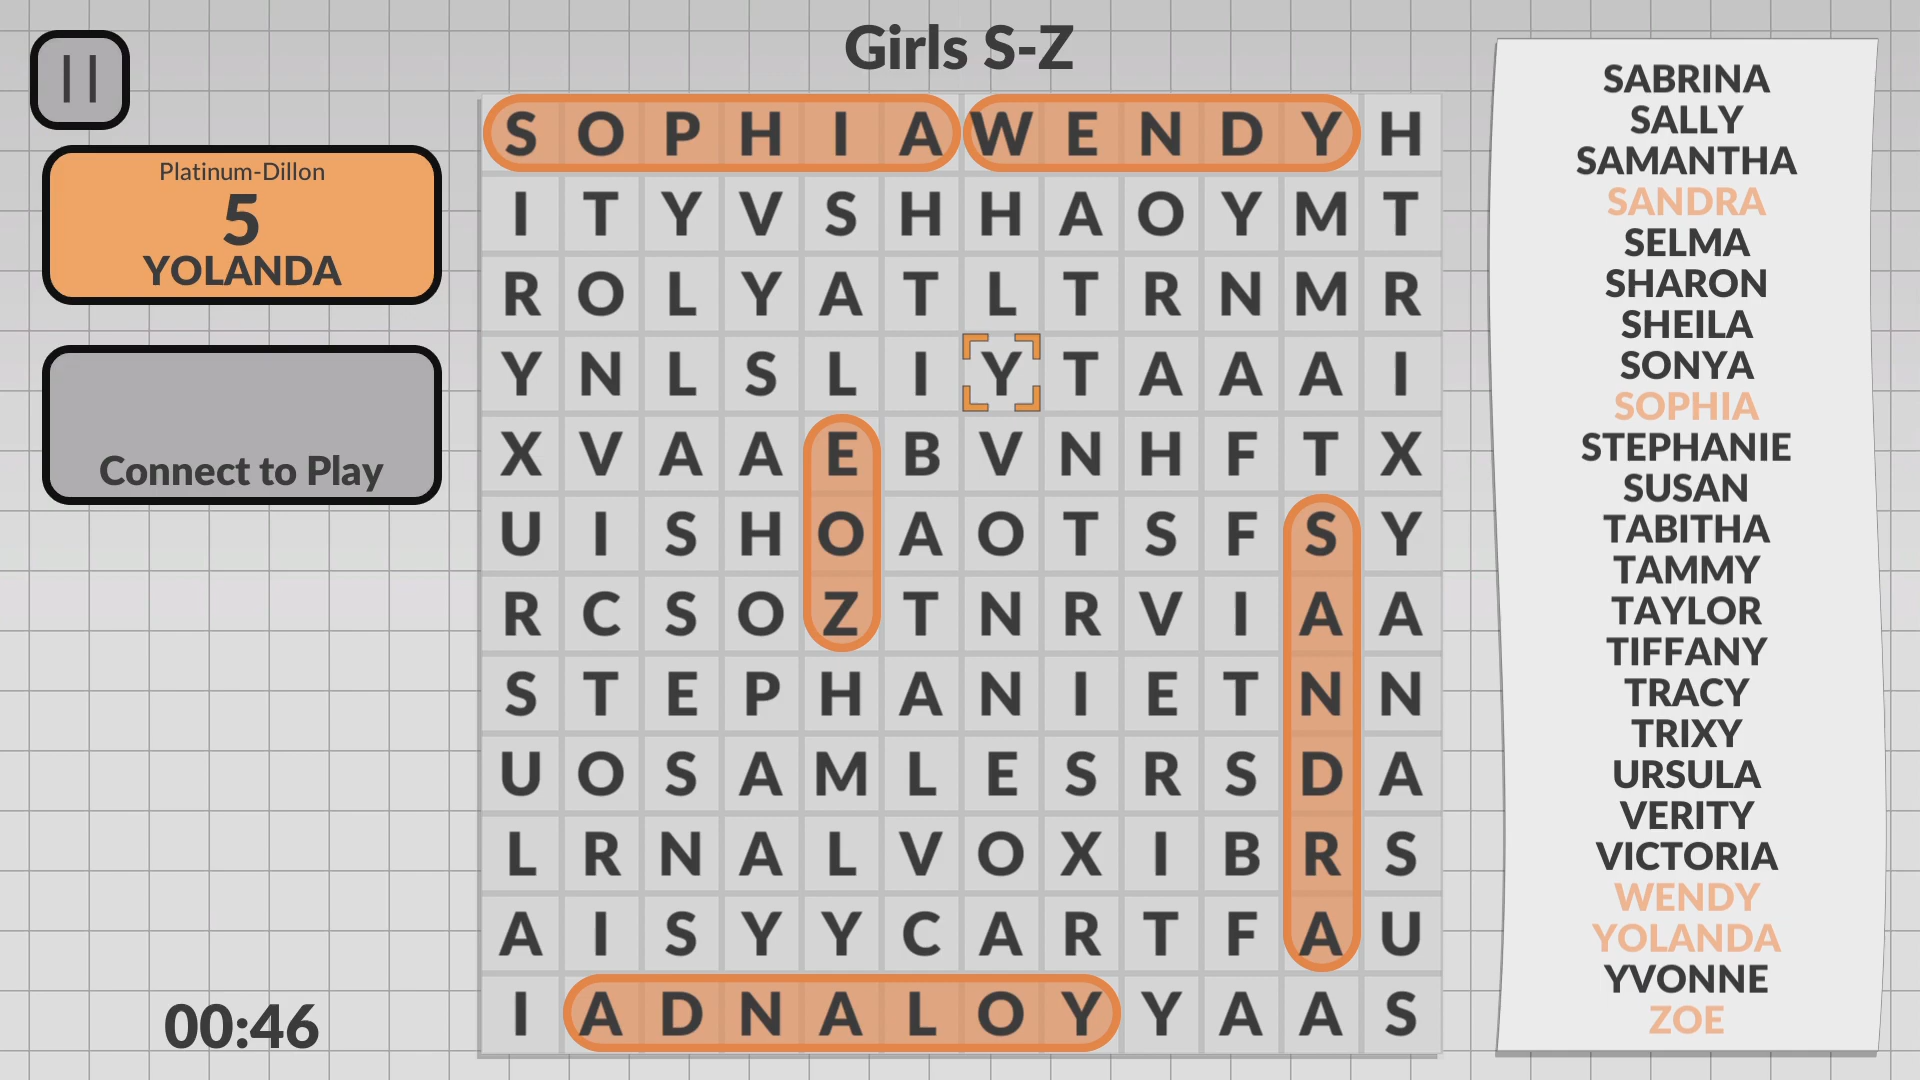 Girls S-Z
Platinum-Dillon
5
YOLANDA
Connect to Play
00:46
S O P H I A W E N D Y H
I T Y V S H H A O Y M T
R O L Y A T L T R N M R
Y N L S L I Y T A A A I
X V A A E B V N H F T X
U I S H O A O T S F S Y
R C S O Z T N R V I A A
S T E P H A N I E T N N
U O S A M L E S R S D A
L R N A L V O X I B R S
A I S Y Y C A R T F A U
I A D N A L O Y Y A A S
SABRINA
SALLY
SAMANTHA
SANDRA
SELMA
SHARON
SHEILA
SONYA
SOPHIA
STEPHANIE
SUSAN
TABITHA
TAMMY
TAYLOR
TIFFANY
TRACY
TRIXY
URSULA
VERITY
VICTORIA
WENDY
YOLANDA
YVONNE
ZOE